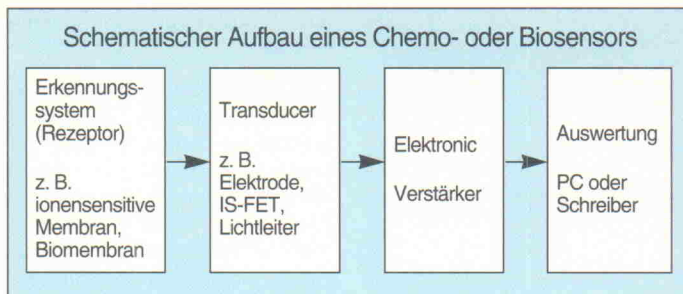 Schematischer Aufbau eines Chemo- oder Biosensors
Erkennungs-
system
(Rezeptor)
z. B.
ionensensitive
Membran,
Biomembran
Transducer
z. B.
Elektrode,
IS-FET,
Lichtleiter
Elektronic
Verstärker
Auswertung
PC oder
Schreiber